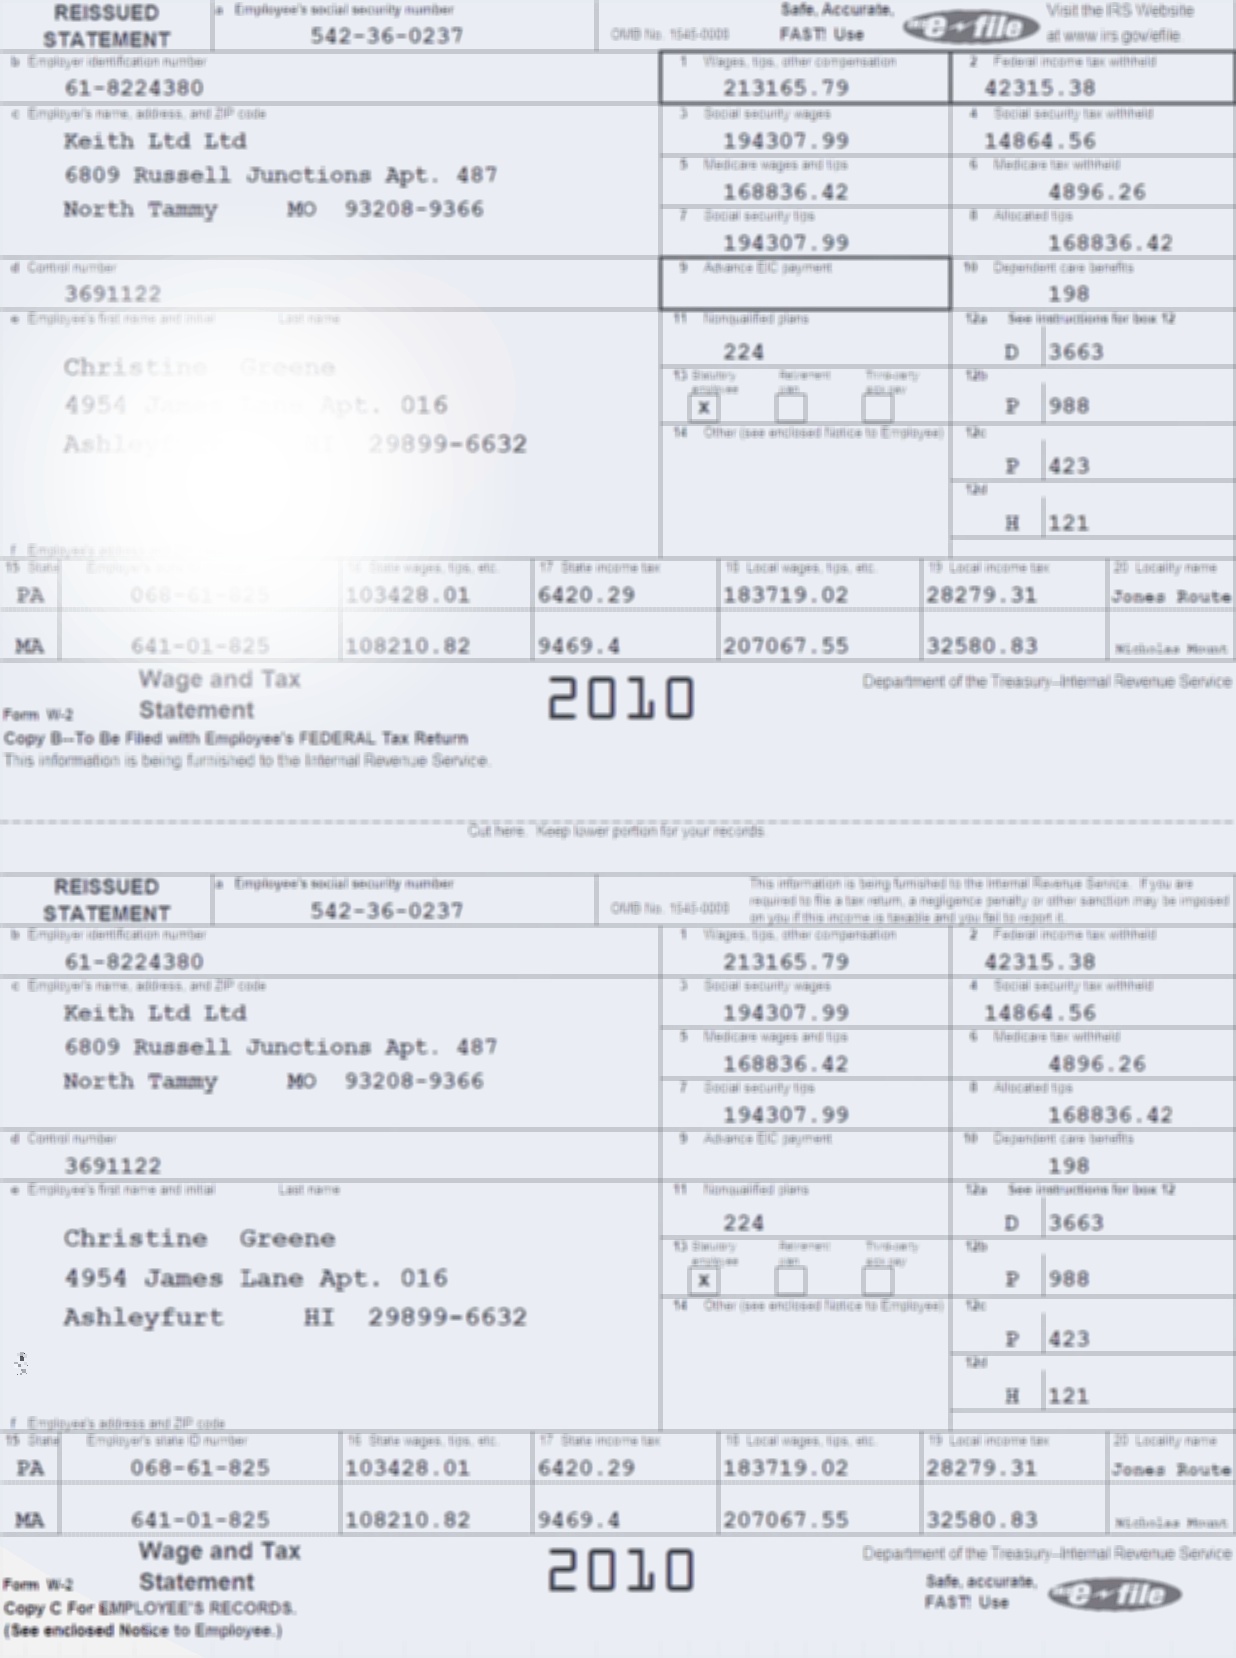 REISSUED STATEMENT
a Employee's social security number
542-36-0237
OMB No. 1545-0008
Safe, Accurate, FAST! Use
e-file
Visit the IRS Website at www.irs.gov/efile.
b Employer identification number
61-8224380
1 Wages, tips, other compensation
213165.79
2 Federal income tax withheld
42315.38
c Employer's name, address, and ZIP code
Keith Ltd Ltd
6809 Russell Junctions Apt. 487
North Tammy MO 93208-9366
3 Social security wages
194307.99
4 Social security tax withheld
14864.56
5 Medicare wages and tips
168836.42
6 Medicare tax withheld
4896.26
7 Social security tips
194307.99
8 Allocated tips
168836.42
d Control number
3691122
9 Advance EIC payment
10 Dependent care benefits
198
e Employee's first name and initial Last name
Christine Greene
4954 James Lane Apt. 016
Ashleyf HI 29899-6632
11 Nonqualified plans
224
12a See instructions for box 12
D 3663
13 Statutory employee Retirement plan Third-party sick pay
X
12b
P 988
14 Other (see enclosed Notice to Employee)
12c
P 423
12d
H 121
f Employee's address
15 State 16 State wages, tips, etc. 17 State income tax 18 Local wages, tips, etc. 19 Local income tax 20 Locality name
PA 068-61-825 103428.01 6420.29 183719.02 28279.31 Jones Route
MA 641-01-825 108210.82 9469.4 207067.55 32580.83 Nicholas Mount
Wage and Tax Statement
Form W-2
2010
Department of the Treasury--Internal Revenue Service
Copy B--To Be Filed with Employee's FEDERAL Tax Return
This information is being furnished to the Internal Revenue Service.
Cut here. Keep lower portion for your records
REISSUED STATEMENT
a Employee's social security number
542-36-0237
OMB No. 1545-0008
This information is being furnished to the Internal Revenue Service. If you are
required to file a tax return, a negligence penalty or other sanction may be imposed
on you if this income is taxable and you fail to report it.
b Employer identification number
61-8224380
1 Wages, tips, other compensation
213165.79
2 Federal income tax withheld
42315.38
c Employer's name, address, and ZIP code
Keith Ltd Ltd
6809 Russell Junctions Apt. 487
North Tammy MO 93208-9366
3 Social security wages
194307.99
4 Social security tax withheld
14864.56
5 Medicare wages and tips
168836.42
6 Medicare tax withheld
4896.26
7 Social security tips
194307.99
8 Allocated tips
168836.42
d Control number
3691122
9 Advance EIC payment
10 Dependent care benefits
198
e Employee's first name and initial Last name
Christine Greene
4954 James Lane Apt. 016
Ashleyfurt HI 29899-6632
11 Nonqualified plans
224
12a See instructions for box 12
D 3663
13 Statutory employee Retirement plan Third-party sick pay
X
12b
P 988
14 Other (see enclosed Notice to Employee)
12c
P 423
12d
H 121
f Employee's address and ZIP code
15 State Employer's state ID number 16 State wages, tips, etc. 17 State income tax 18 Local wages, tips, etc. 19 Local income tax 20 Locality name
PA 068-61-825 103428.01 6420.29 183719.02 28279.31 Jones Route
MA 641-01-825 108210.82 9469.4 207067.55 32580.83 Nicholas Mount
Wage and Tax Statement
Form W-2
2010
Department of the Treasury--Internal Revenue Service
Safe, accurate, FAST! Use
e-file
Copy C For EMPLOYEE'S RECORDS.
(See enclosed Notice to Employee.)